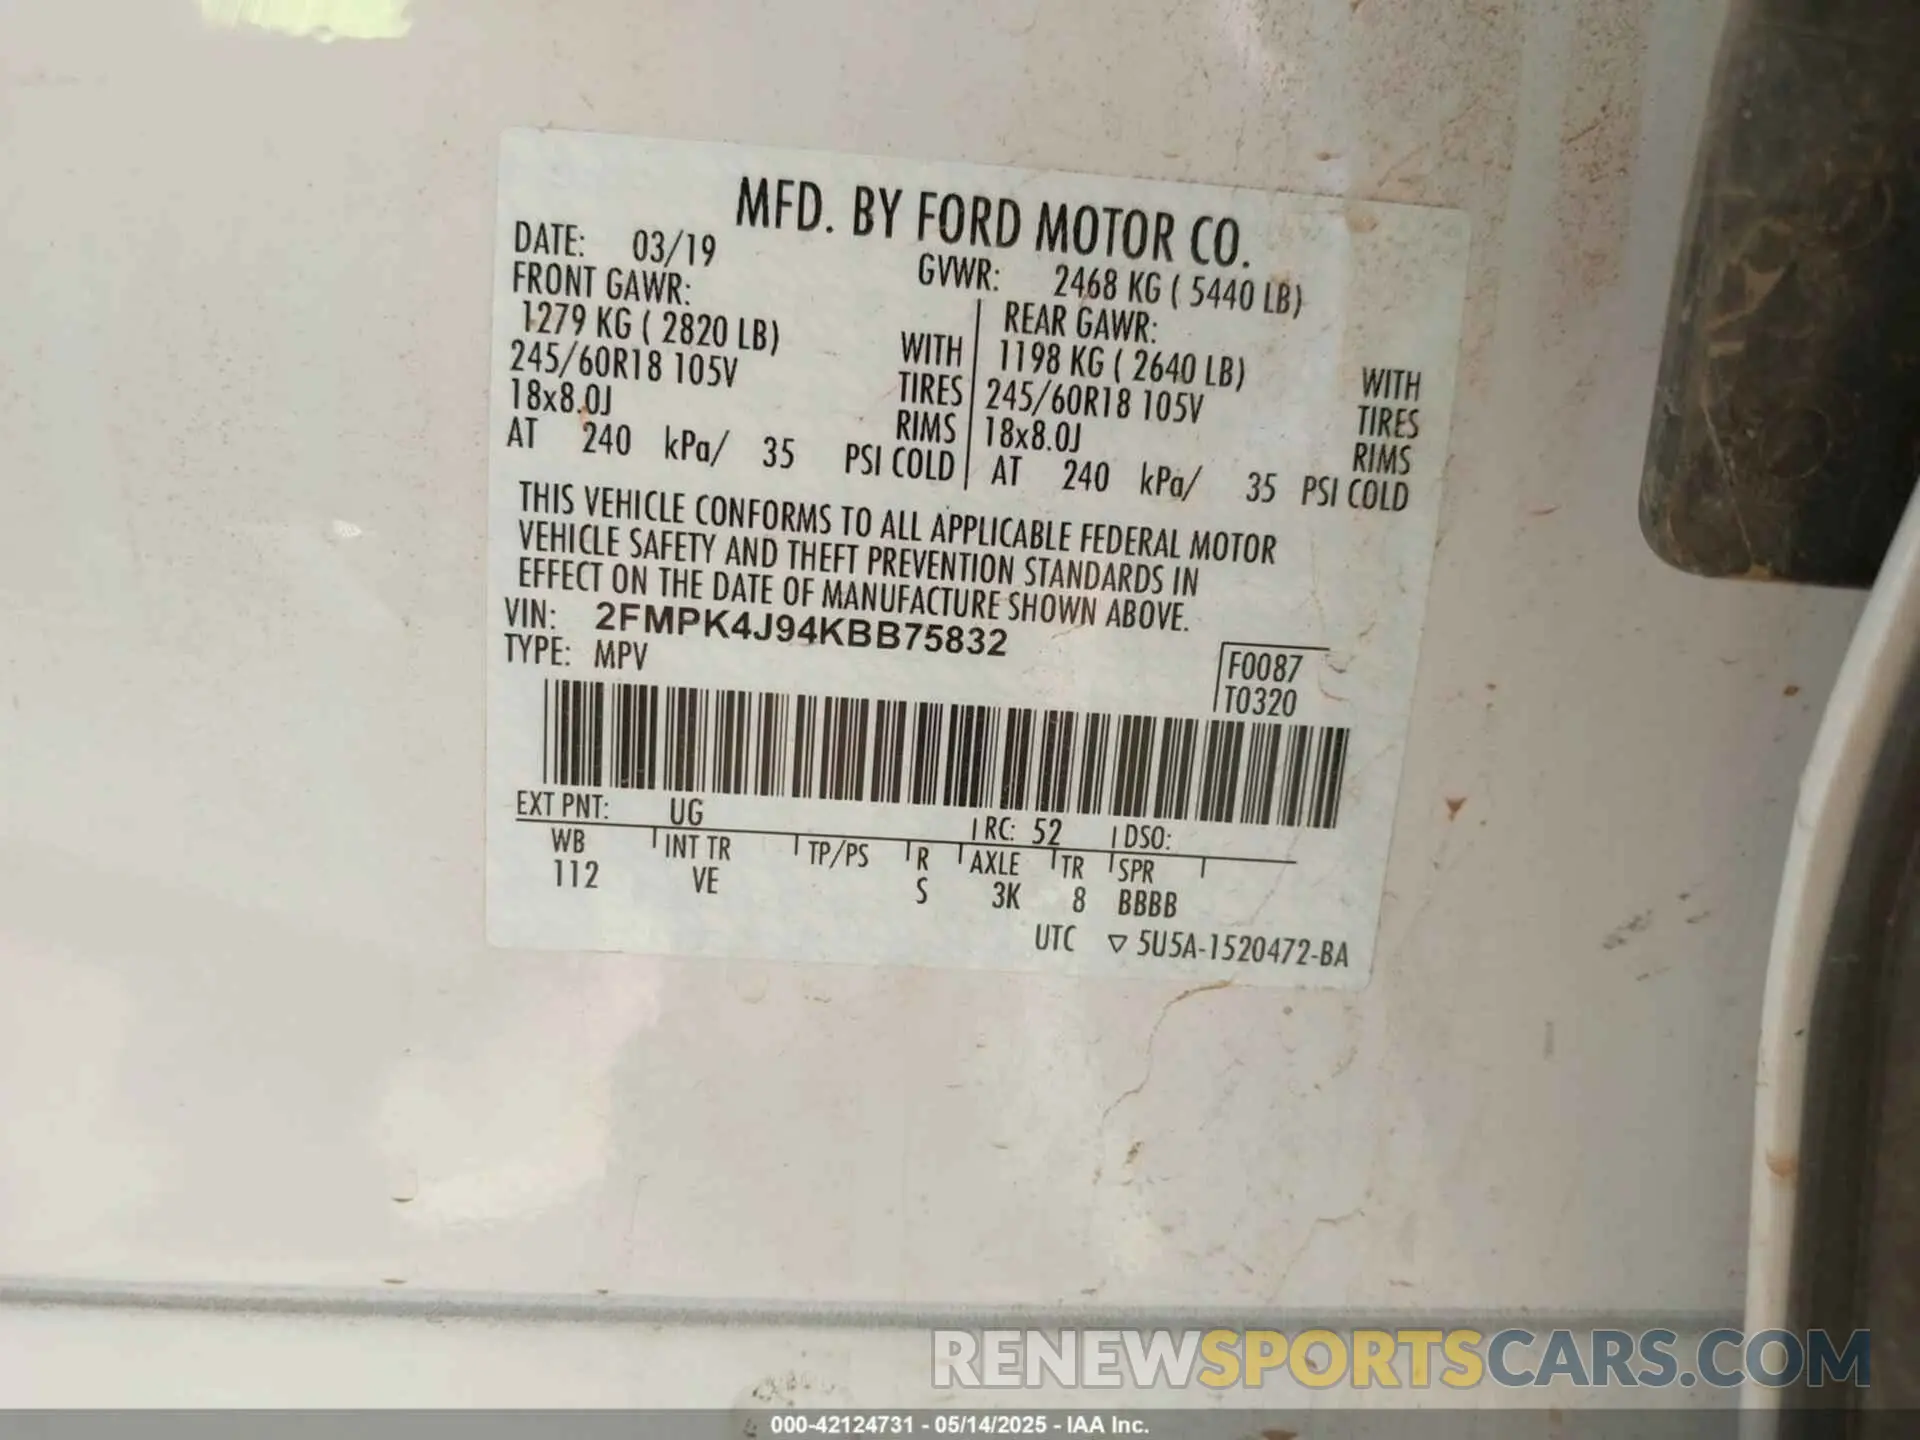 MFD. BY FORD MOTOR CO.
DATE: 03/19 GVWR: 2468 KG ( 5440 LB)
FRONT GAWR: REAR GAWR:
1279 KG ( 2820 LB) WITH 1198 KG ( 2640 LB) WITH
245/60R18 105V TIRES 245/60R18 105V TIRES
18x8.0J RIMS 18x8.0J RIMS
AT 240 kPa/ 35 PSI COLD AT 240 kPa/ 35 PSI COLD
THIS VEHICLE CONFORMS TO ALL APPLICABLE FEDERAL MOTOR
VEHICLE SAFETY AND THEFT PREVENTION STANDARDS IN
EFFECT ON THE DATE OF MANUFACTURE SHOWN ABOVE.
VIN: 2FMPK4J94KBB75832
TYPE: MPV F0087
T0320
EXT PNT: UG RC: 52 DSO:
WB INT TR TP/PS R AXLE TR SPR
112 VE S 3K 8 BBBB
UTC ▽ 5U5A-1520472-BA
RENEWSPORTSCARS.COM
000-42124731 - 05/14/2025 - IAA Inc.